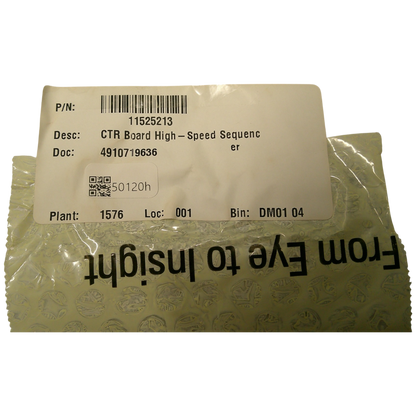 P/N:
11525213
Desc: CTR Board High-Speed Sequenc
er
Doc: 4910719636
50120h
Plant: 1576 Loc: 001 Bin: DM01 04
From Eye to Insight